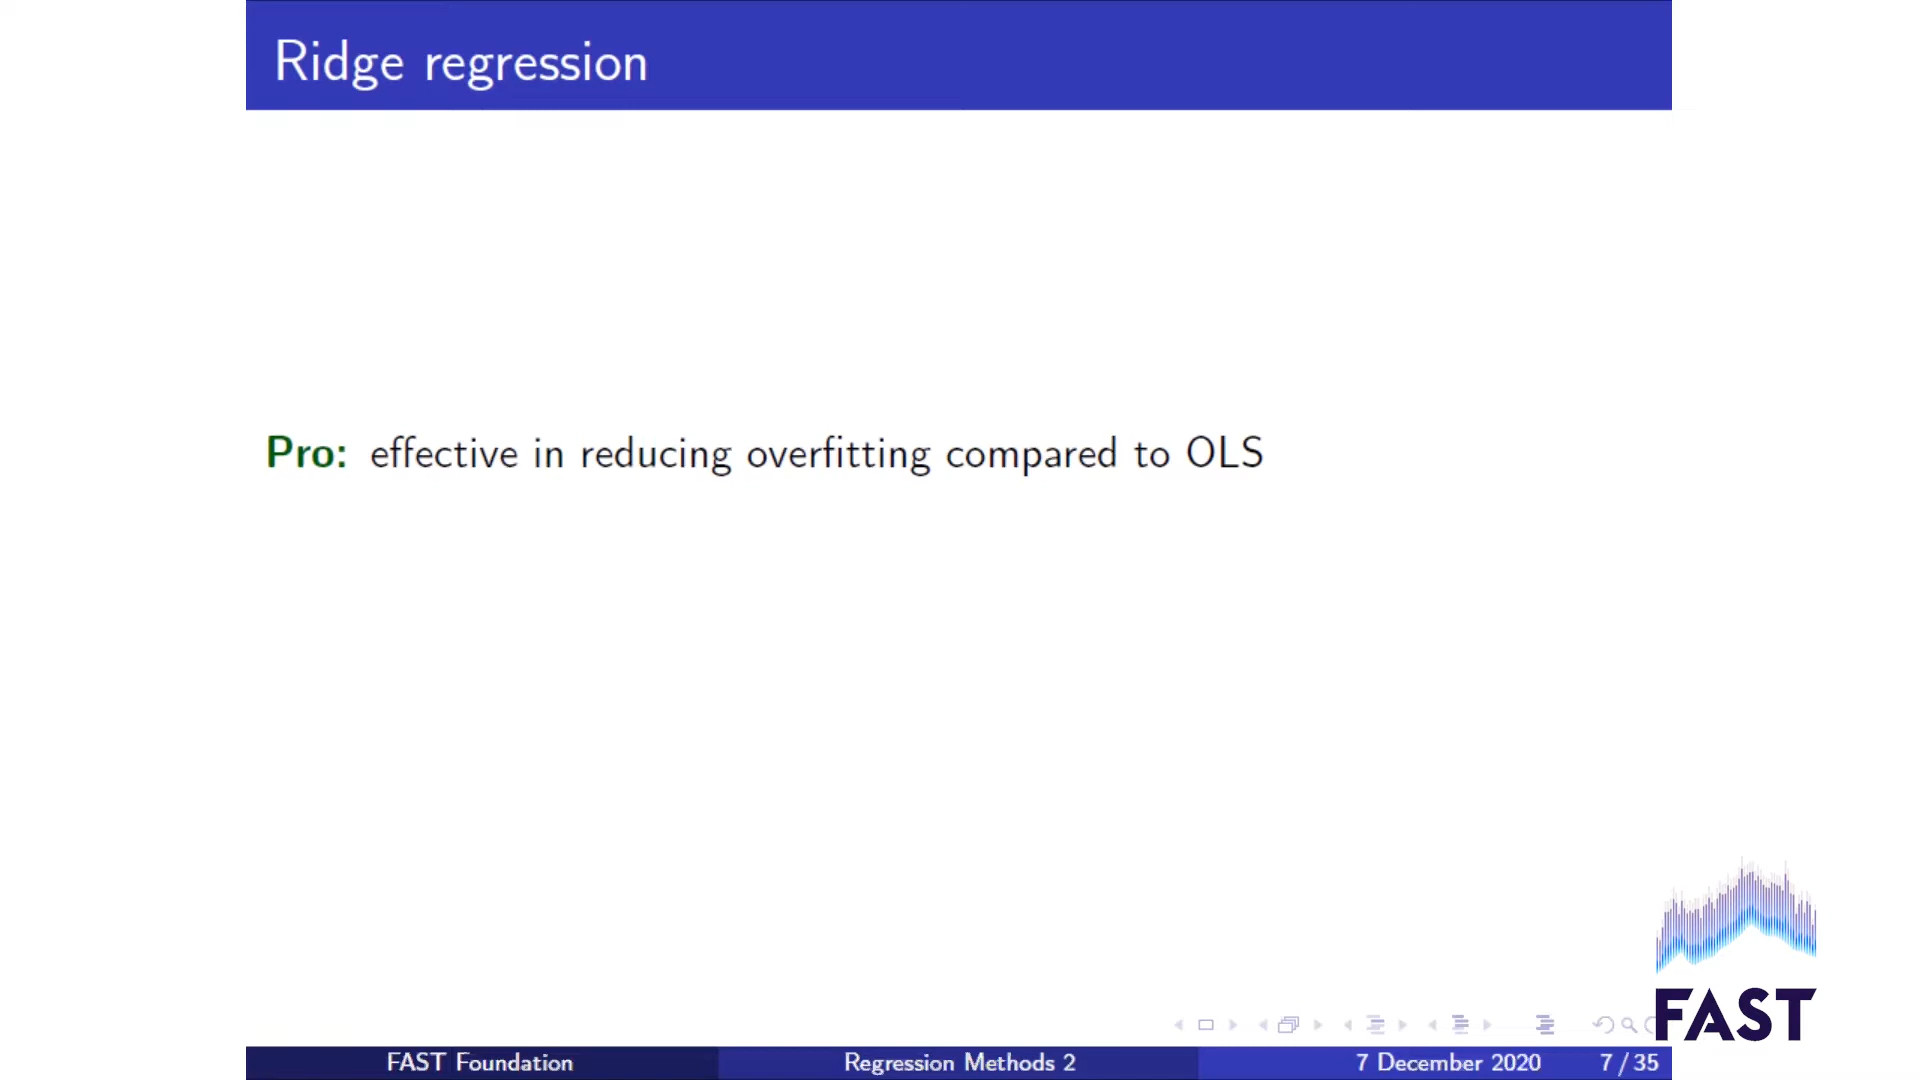 Ridge regression
Pro: effective in reducing overfitting compared to OLS
FAST
FAST Foundation
Regression Methods 2
7 December 2020
7 / 35